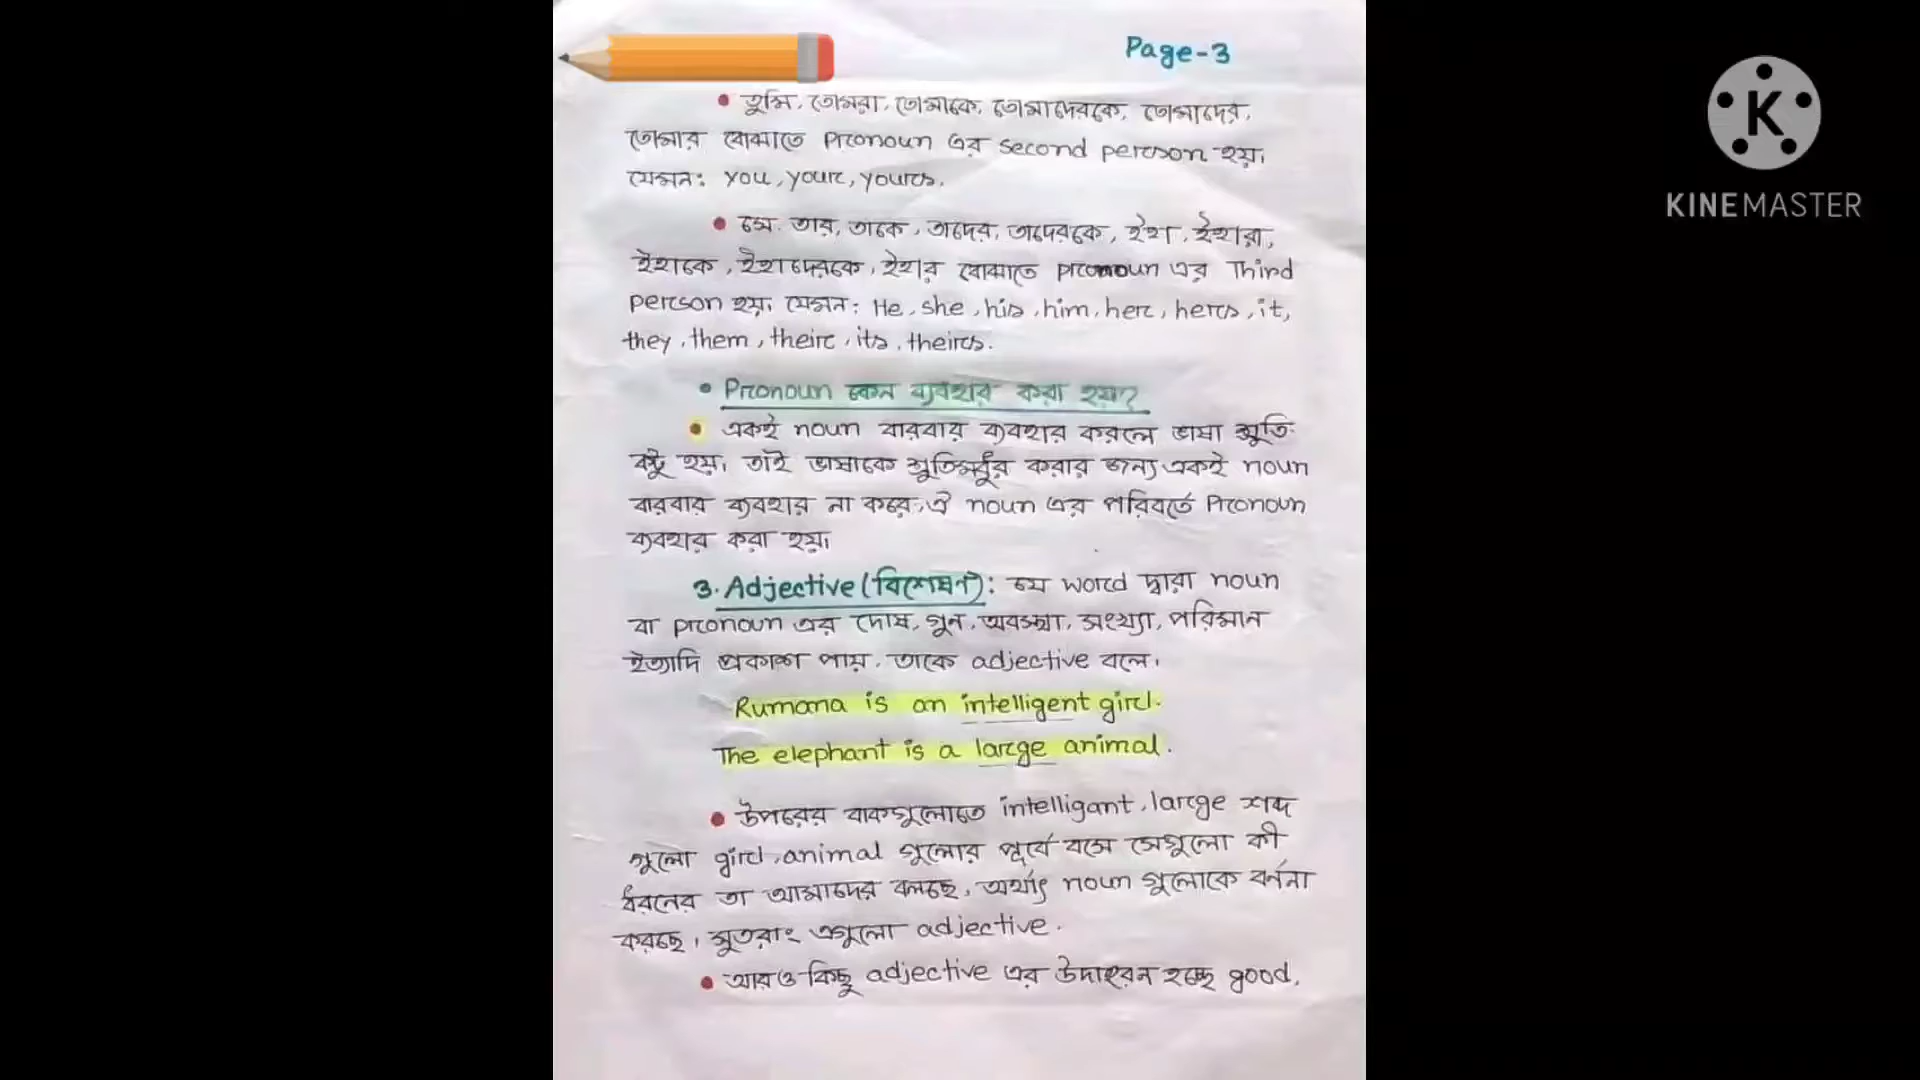 Page-3
• তুমি, তোমরা, তোমাকে, তোমাদেরকে, তোমাদের,
তোমার বোঝাতে Pronoun এর second person হয়।
যেমন: you, your, yours.
• সে, তার, তাকে, তাদের, তাদেরকে, ইহা, ইহারা,
ইহাকে, ইহাদেরকে, ইহার বোঝাতে pronoun এর Third
person হয়। যেমন: He, she, his, him, her, hers, it,
they, them, their, its, theirs.
• Pronoun কেন ব্যবহার করা হয়?
• একই noun বারবার ব্যবহার করলে ভাষা শ্রুতি
কটু হয়। তাই ভাষাকে শ্রুতিমধুর করার জন্য একই noun
বারবার ব্যবহার না করে, ঐ noun এর পরিবর্তে Pronoun
ব্যবহার করা হয়।
3. Adjective (বিশেষণ): যে word দ্বারা noun
বা pronoun এর দোষ, গুন, অবস্থা, সংখ্যা, পরিমান
ইত্যাদি প্রকাশ পায়, তাকে adjective বলে।
Rumana is an intelligent girl.
The elephant is a large animal.
• উপরের বাক্যগুলোতে intelligant, large শব্দ
গুলো girl, animal গুলোর পূর্বে বসে সেগুলো কী
ধরনের তা আমাদের বলছে, অর্থাৎ noun গুলোকে বর্ননা
করছে। সুতরাং এগুলো adjective.
• আরও কিছু adjective এর উদাহরন হচ্ছে good,
K
KINEMASTER